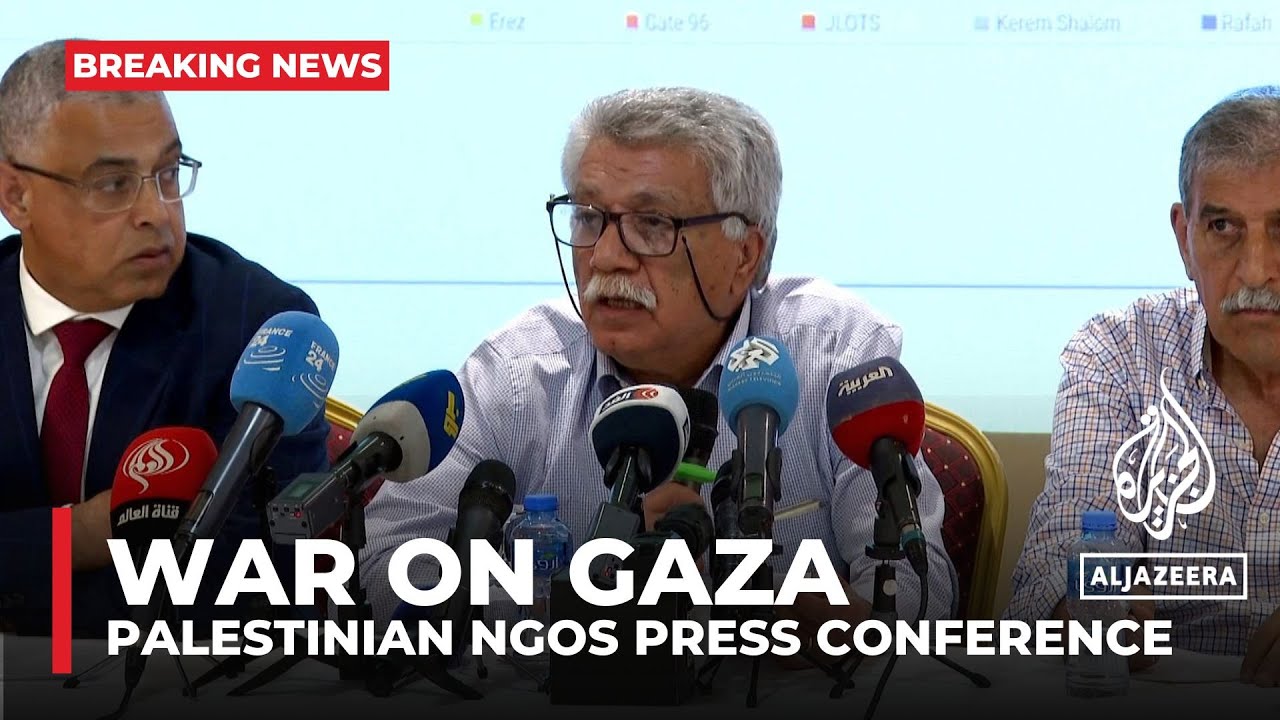 Erez Gate 96 JLOTS Kerem Shalom Rafah
BREAKING NEWS
FRANCE
24
FRANCE
24
العربية
قناة العالم
WAR ON GAZA
ALJAZEERA
PALESTINIAN NGOS PRESS CONFERENCE